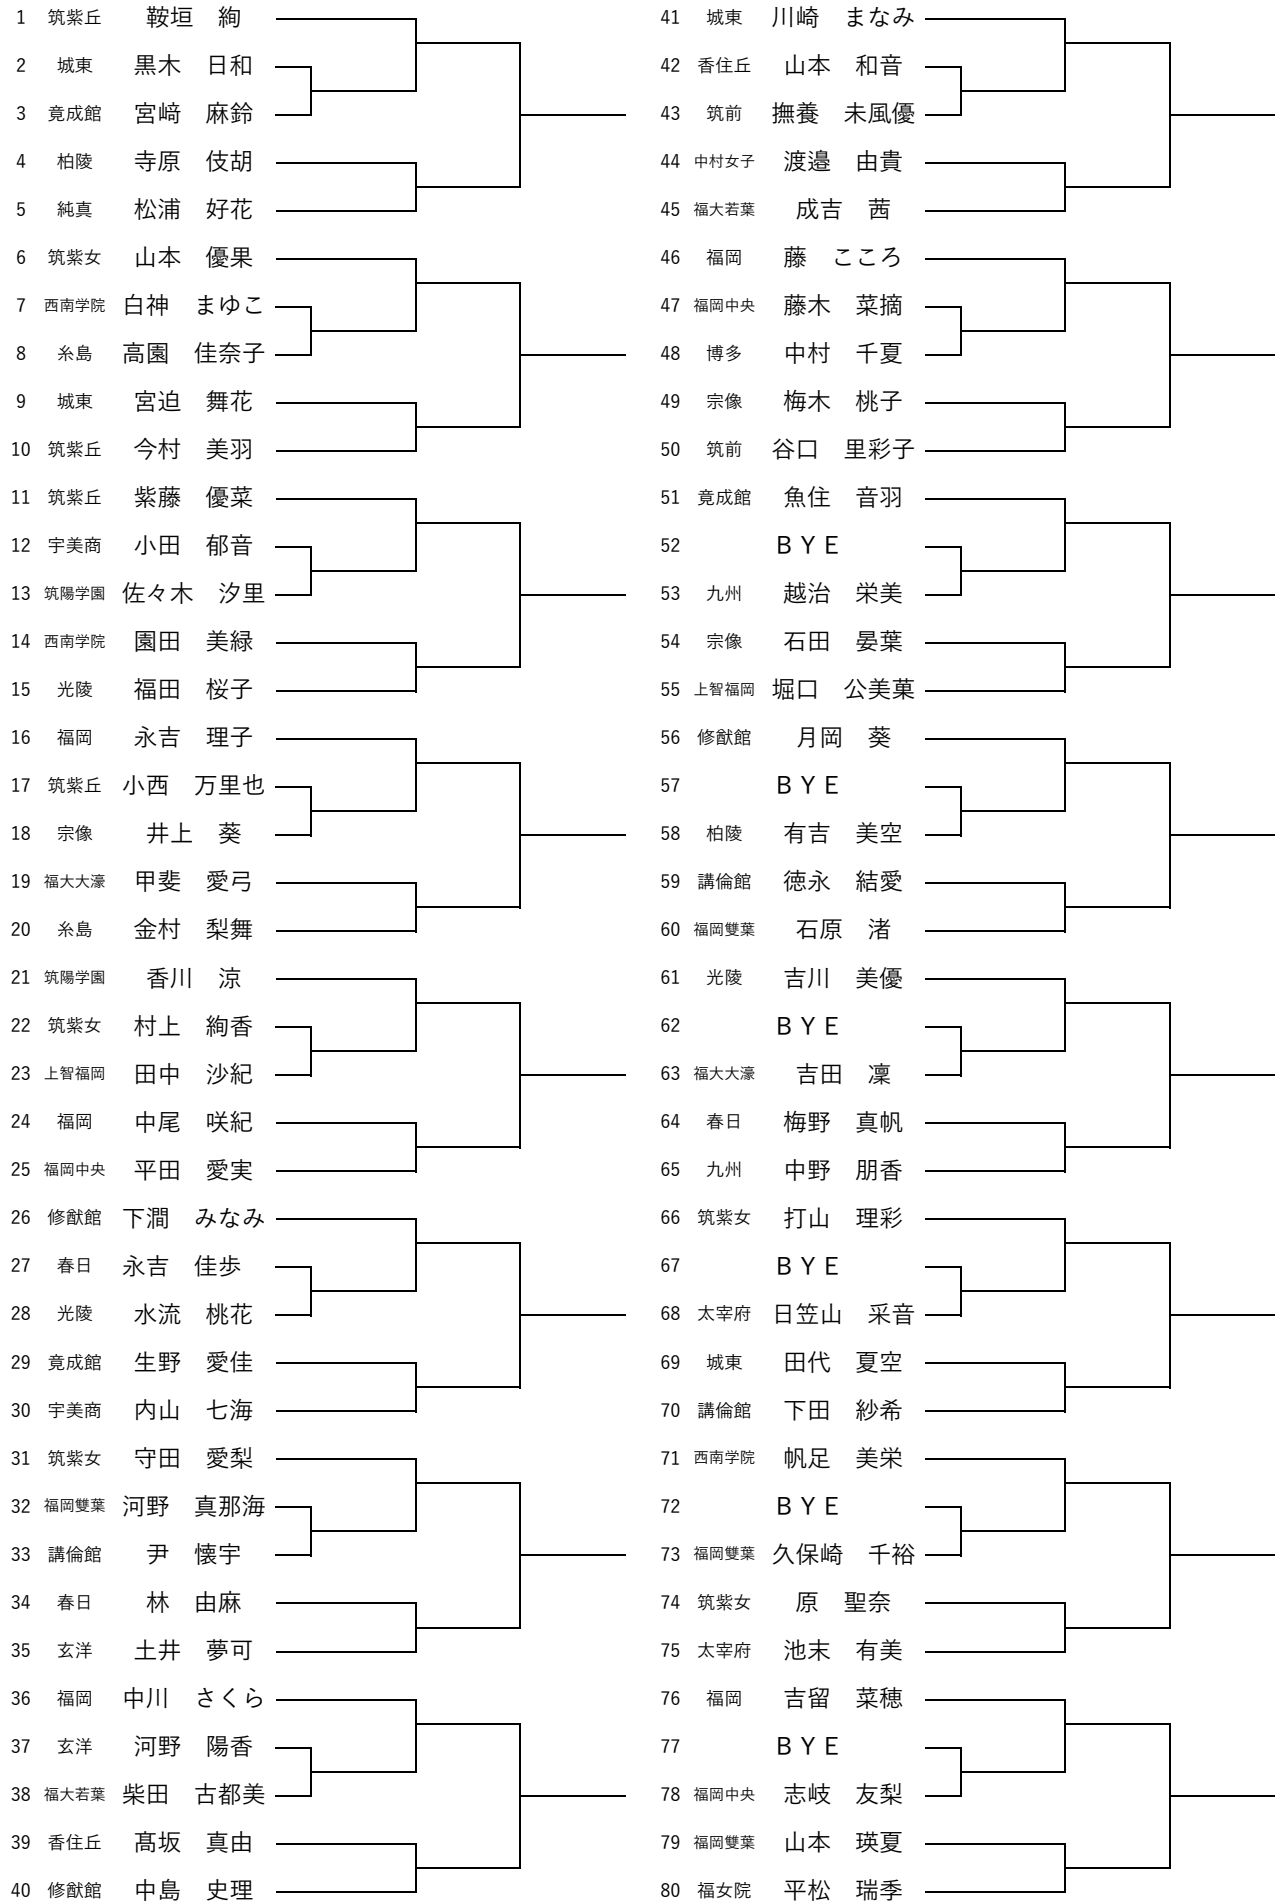 1 筑紫丘 鞍垣　絢
2 城東 黒木　日和
3 竟成館 宮﨑　麻鈴
4 柏陵 寺原　伎胡
5 純真 松浦　好花
6 筑紫女 山本　優果
7 西南学院 白神　まゆこ
8 糸島 高園　佳奈子
9 城東 宮迫　舞花
10 筑紫丘 今村　美羽
11 筑紫丘 紫藤　優菜
12 宇美商 小田　郁音
13 筑陽学園 佐々木　汐里
14 西南学院 園田　美緑
15 光陵 福田　桜子
16 福岡 永吉　理子
17 筑紫丘 小西　万里也
18 宗像 井上　葵
19 福大大濠 甲斐　愛弓
20 糸島 金村　梨舞
21 筑陽学園 香川　涼
22 筑紫女 村上　絢香
23 上智福岡 田中　沙紀
24 福岡 中尾　咲紀
25 福岡中央 平田　愛実
26 修猷館 下澗　みなみ
27 春日 永吉　佳歩
28 光陵 水流　桃花
29 竟成館 生野　愛佳
30 宇美商 内山　七海
31 筑紫女 守田　愛梨
32 福岡雙葉 河野　真那海
33 講倫館 尹　懐宇
34 春日 林　由麻
35 玄洋 土井　夢可
36 福岡 中川　さくら
37 玄洋 河野　陽香
38 福大若葉 柴田　古都美
39 香住丘 髙坂　真由
40 修猷館 中島　史理
41 城東 川崎　まなみ
42 香住丘 山本　和音
43 筑前 撫養　未風優
44 中村女子 渡邉　由貴
45 福大若葉 成吉　茜
46 福岡 藤　こころ
47 福岡中央 藤木　菜摘
48 博多 中村　千夏
49 宗像 梅木　桃子
50 筑前 谷口　里彩子
51 竟成館 魚住　音羽
52 ＢＹＥ
53 九州 越治　栄美
54 宗像 石田　晏葉
55 上智福岡 堀口　公美菓
56 修猷館 月岡　葵
57 ＢＹＥ
58 柏陵 有吉　美空
59 講倫館 徳永　結愛
60 福岡雙葉 石原　渚
61 光陵 吉川　美優
62 ＢＹＥ
63 福大大濠 吉田　凜
64 春日 梅野　真帆
65 九州 中野　朋香
66 筑紫女 打山　理彩
67 ＢＹＥ
68 太宰府 日笠山　采音
69 城東 田代　夏空
70 講倫館 下田　紗希
71 西南学院 帆足　美栄
72 ＢＹＥ
73 福岡雙葉 久保崎　千裕
74 筑紫女 原　聖奈
75 太宰府 池末　有美
76 福岡 吉留　菜穂
77 ＢＹＥ
78 福岡中央 志岐　友梨
79 福岡雙葉 山本　瑛夏
80 福女院 平松　瑞季